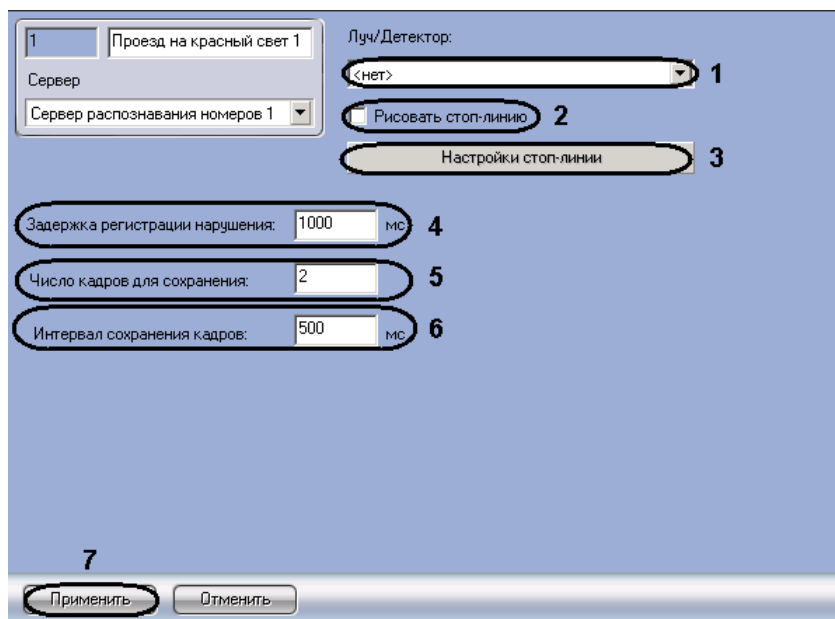 1 Проезд на красный свет 1
Сервер
Сервер распознавания номеров 1
Луч/Детектор:
<нет> 1
Рисовать стоп-линию 2
Настройки стоп-линии 3
Задержка регистрации нарушения: 1000 мс 4
Число кадров для сохранения: 2 5
Интервал сохранения кадров: 500 мс 6
7
Применить Отменить